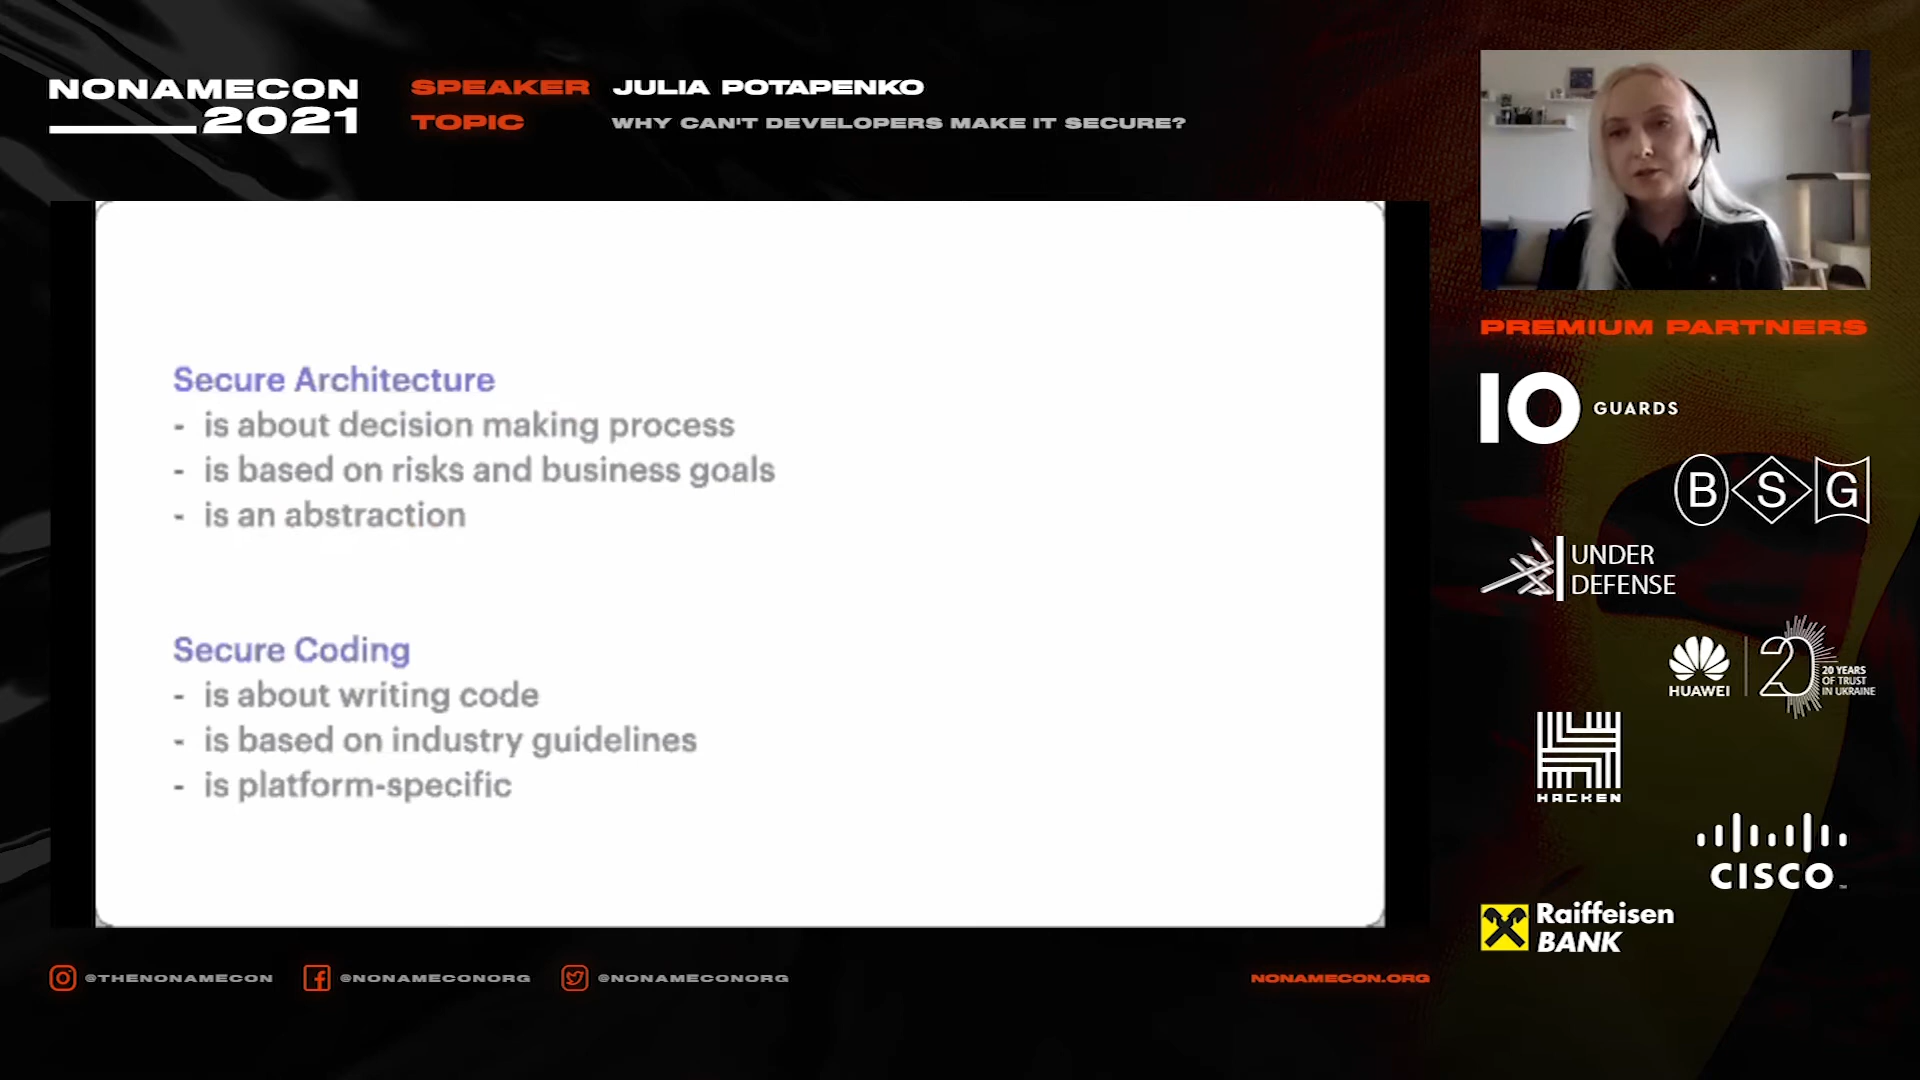 NONAMECON
2021
SPEAKER JULIA POTAPENKO
TOPIC WHY CAN'T DEVELOPERS MAKE IT SECURE?
Secure Architecture
- is about decision making process
- is based on risks and business goals
- is an abstraction
Secure Coding
- is about writing code
- is based on industry guidelines
- is platform-specific
PREMIUM PARTNERS
10 GUARDS
B S G
UNDER
DEFENSE
HUAWEI
20
20 YEARS
OF TRUST
IN UKRAINE
HACKEN
CISCO
Raiffeisen
BANK
@THENONAMECON @NONAMECONORG @NONAMECONORG
NONAMECON.ORG